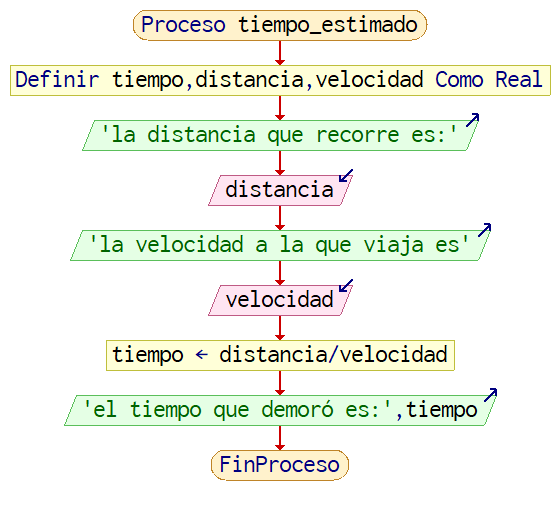 Proceso tiempo_estimado
Definir tiempo,distancia,velocidad Como Real
'la distancia que recorre es:'
distancia
'la velocidad a la que viaja es'
velocidad
tiempo ← distancia/velocidad
'el tiempo que demoró es:',tiempo
FinProceso